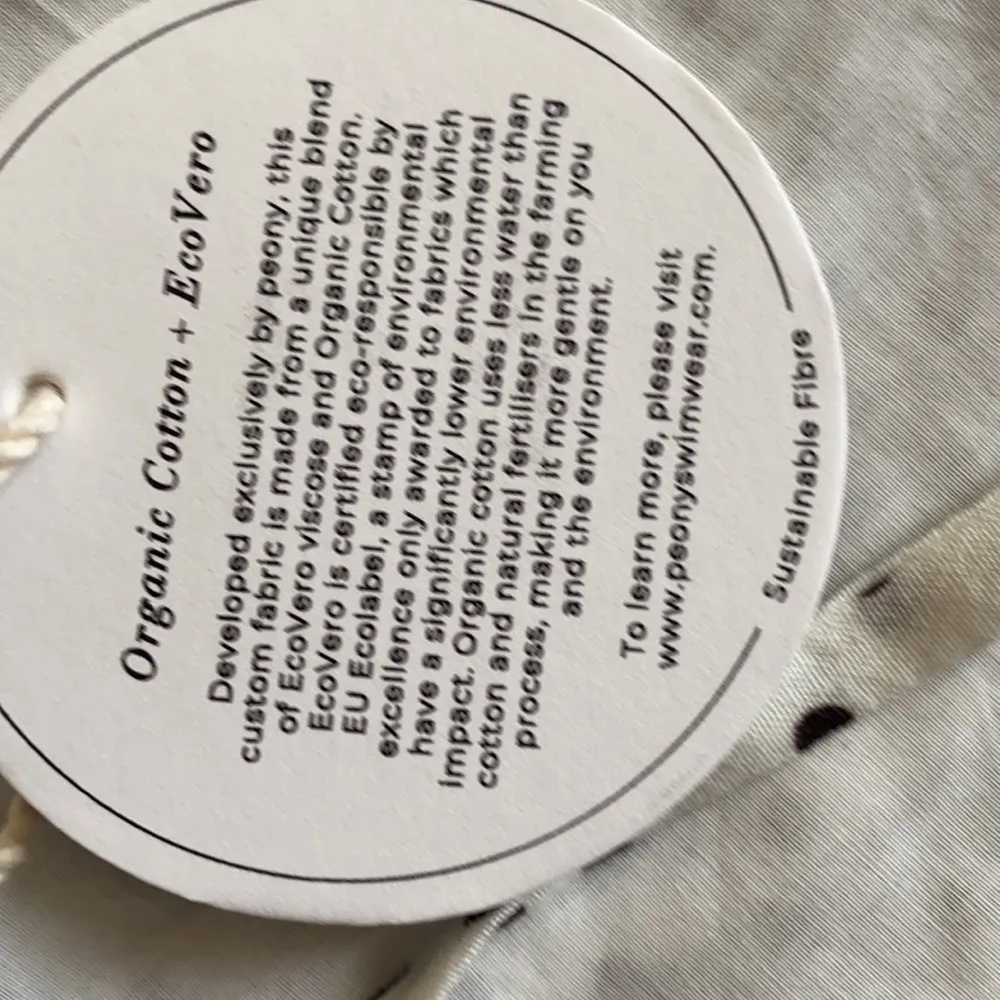 Organic Cotton + EcoVero
Developed exclusively by peony, this
custom fabric is made from a unique blend
of EcoVero viscose and Organic Cotton.
EcoVero is certified eco-responsible by
EU Ecolabel, a stamp of environmental
excellence only awarded to fabrics which
have a significantly lower environmental
impact. Organic cotton uses less water than
cotton and natural fertilisers in the farming
process, making it more gentle on you
and the environment.
To learn more, please visit
www.peonyswimwear.com.
Sustainable Fibre